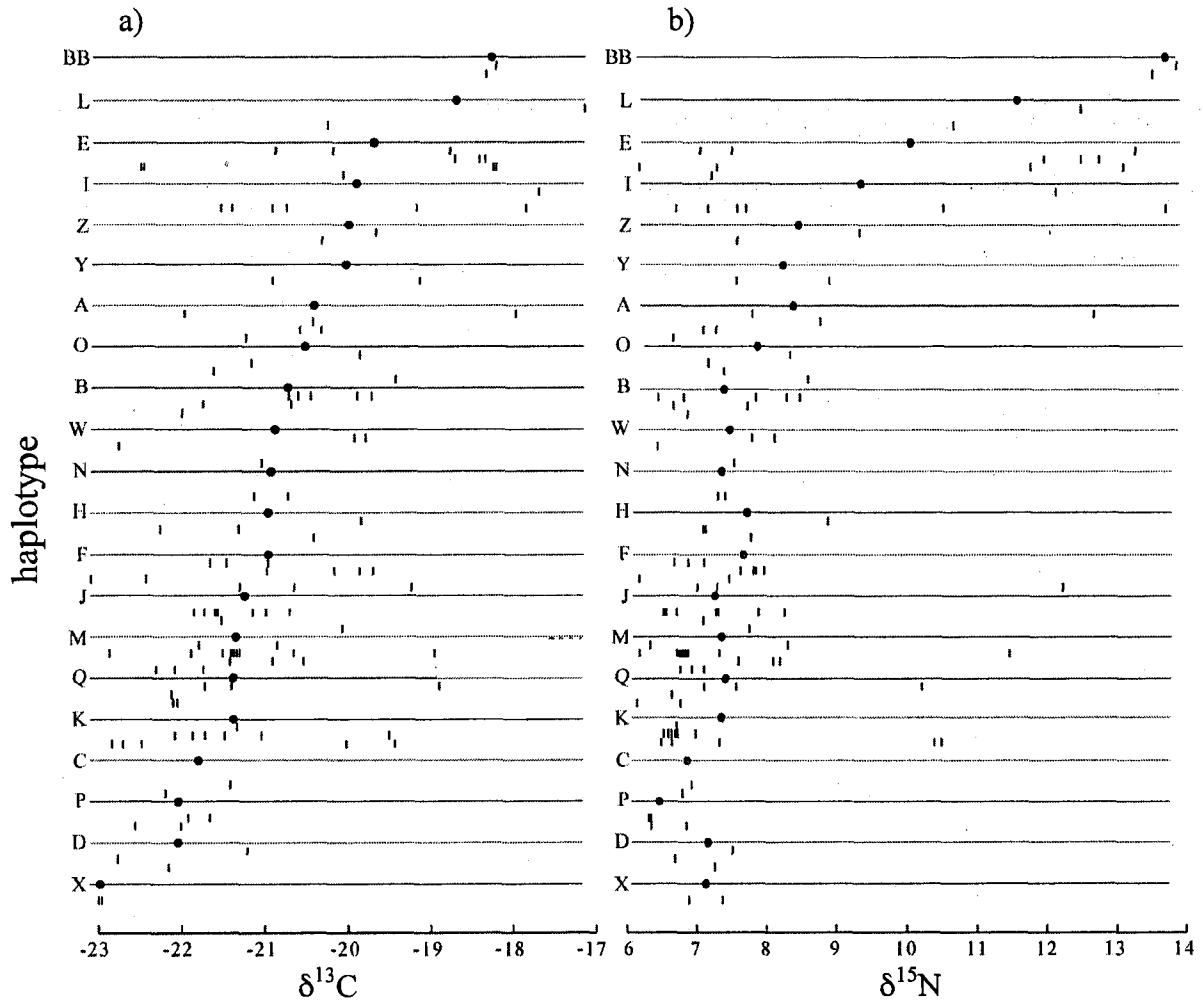 a) b)
BB BB
L L
E E
I I
Z Z
Y Y
A A
O O
B B
W W
N N
H H
F F
J J
M M
Q Q
K K
C C
P P
D D
X X
haplotype
-23 -22 -21 -20 -19 -18 -17 6 7 8 9 10 11 12 13 14
δ¹³C δ¹⁵N